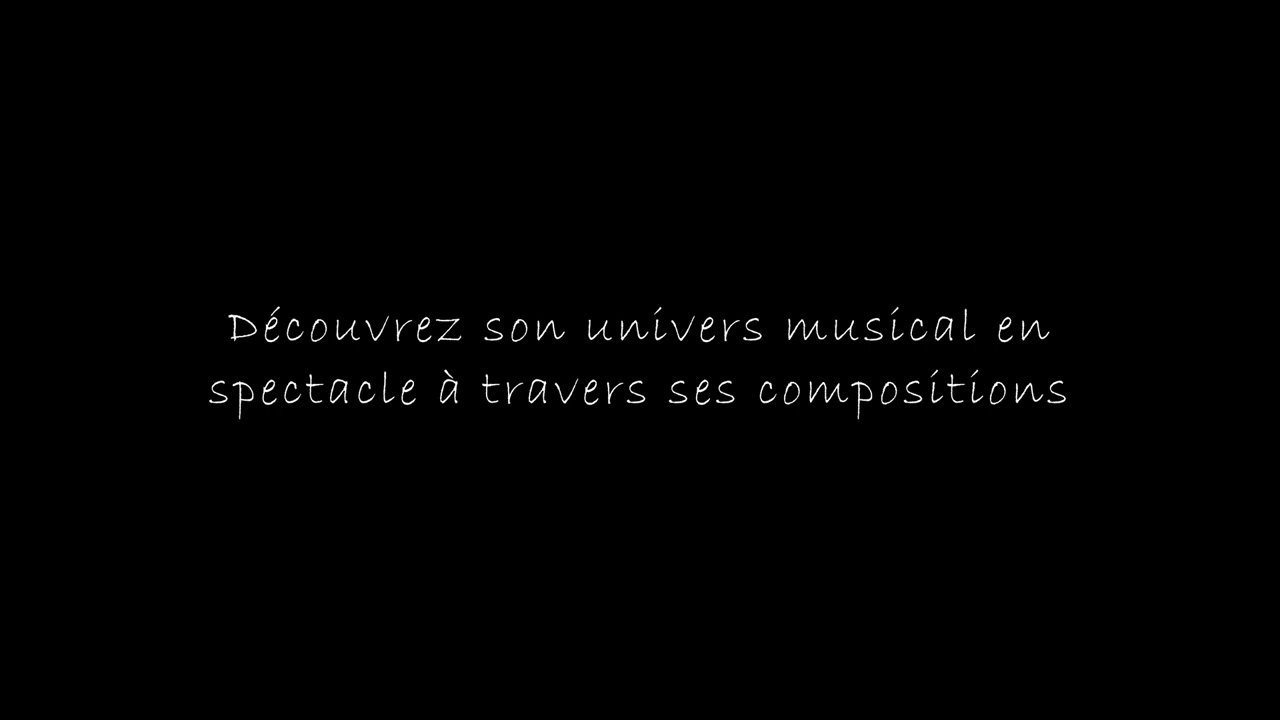 Découvrez son univers musical en
spectacle à travers ses compositions